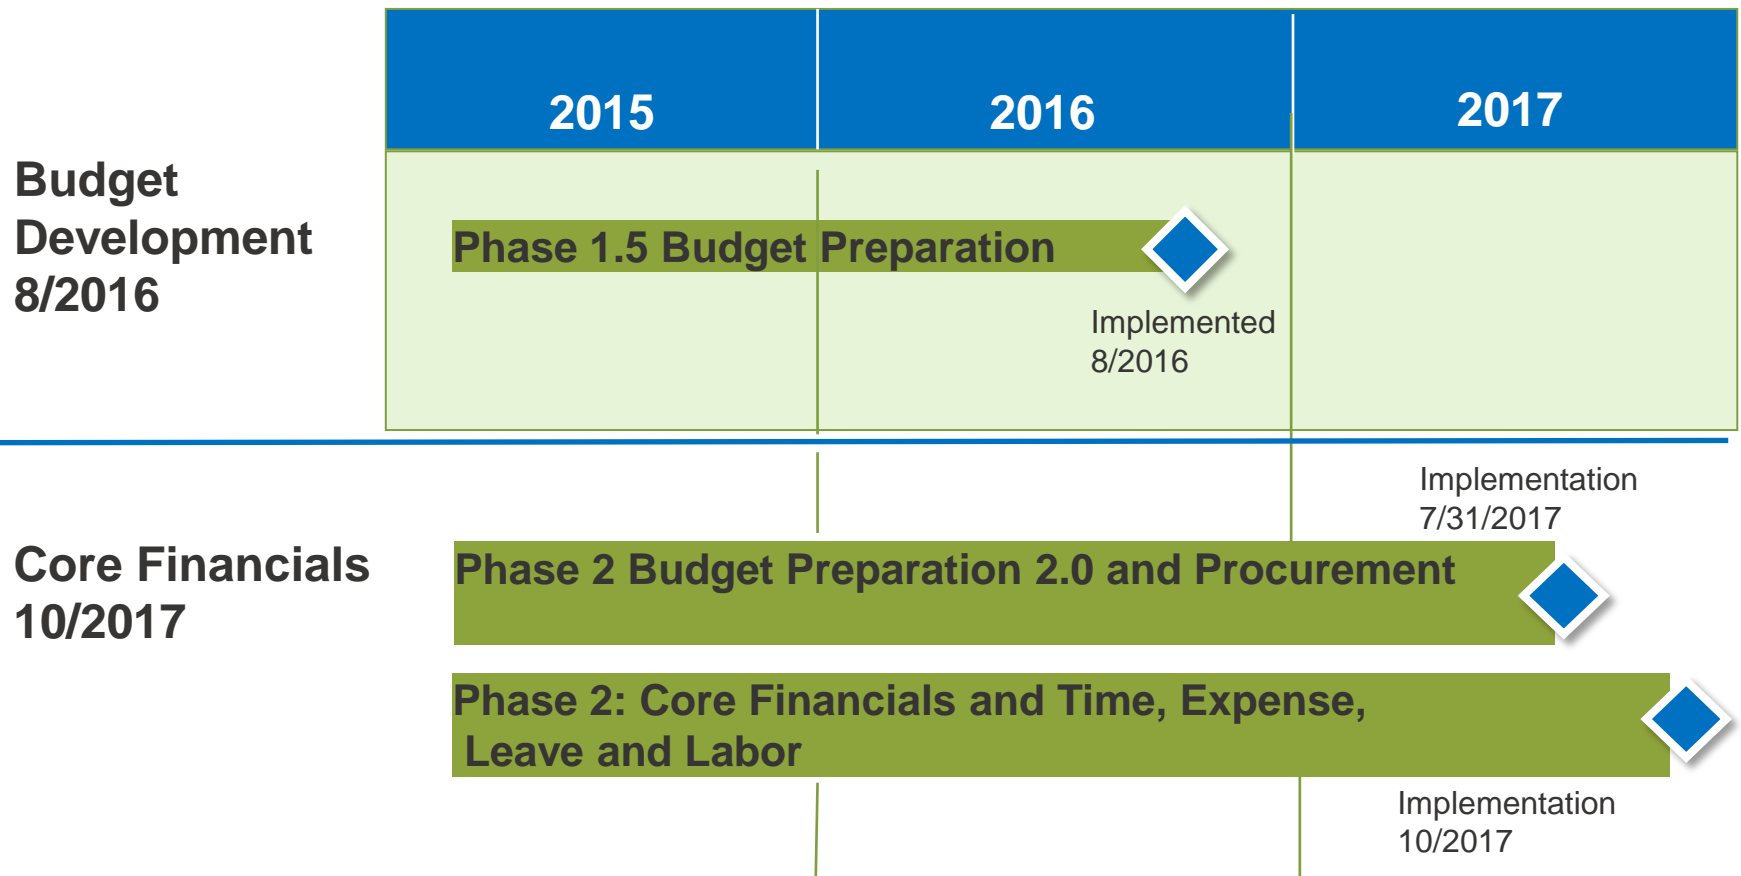 2015
2016
2017
Budget
Development
8/2016
Phase 1.5 Budget Preparation
Implemented
8/2016
Implementation
7/31/2017
Core Financials
10/2017
Phase 2 Budget Preparation 2.0 and Procurement
Phase 2: Core Financials and Time, Expense,
Leave and Labor
Implementation
10/2017